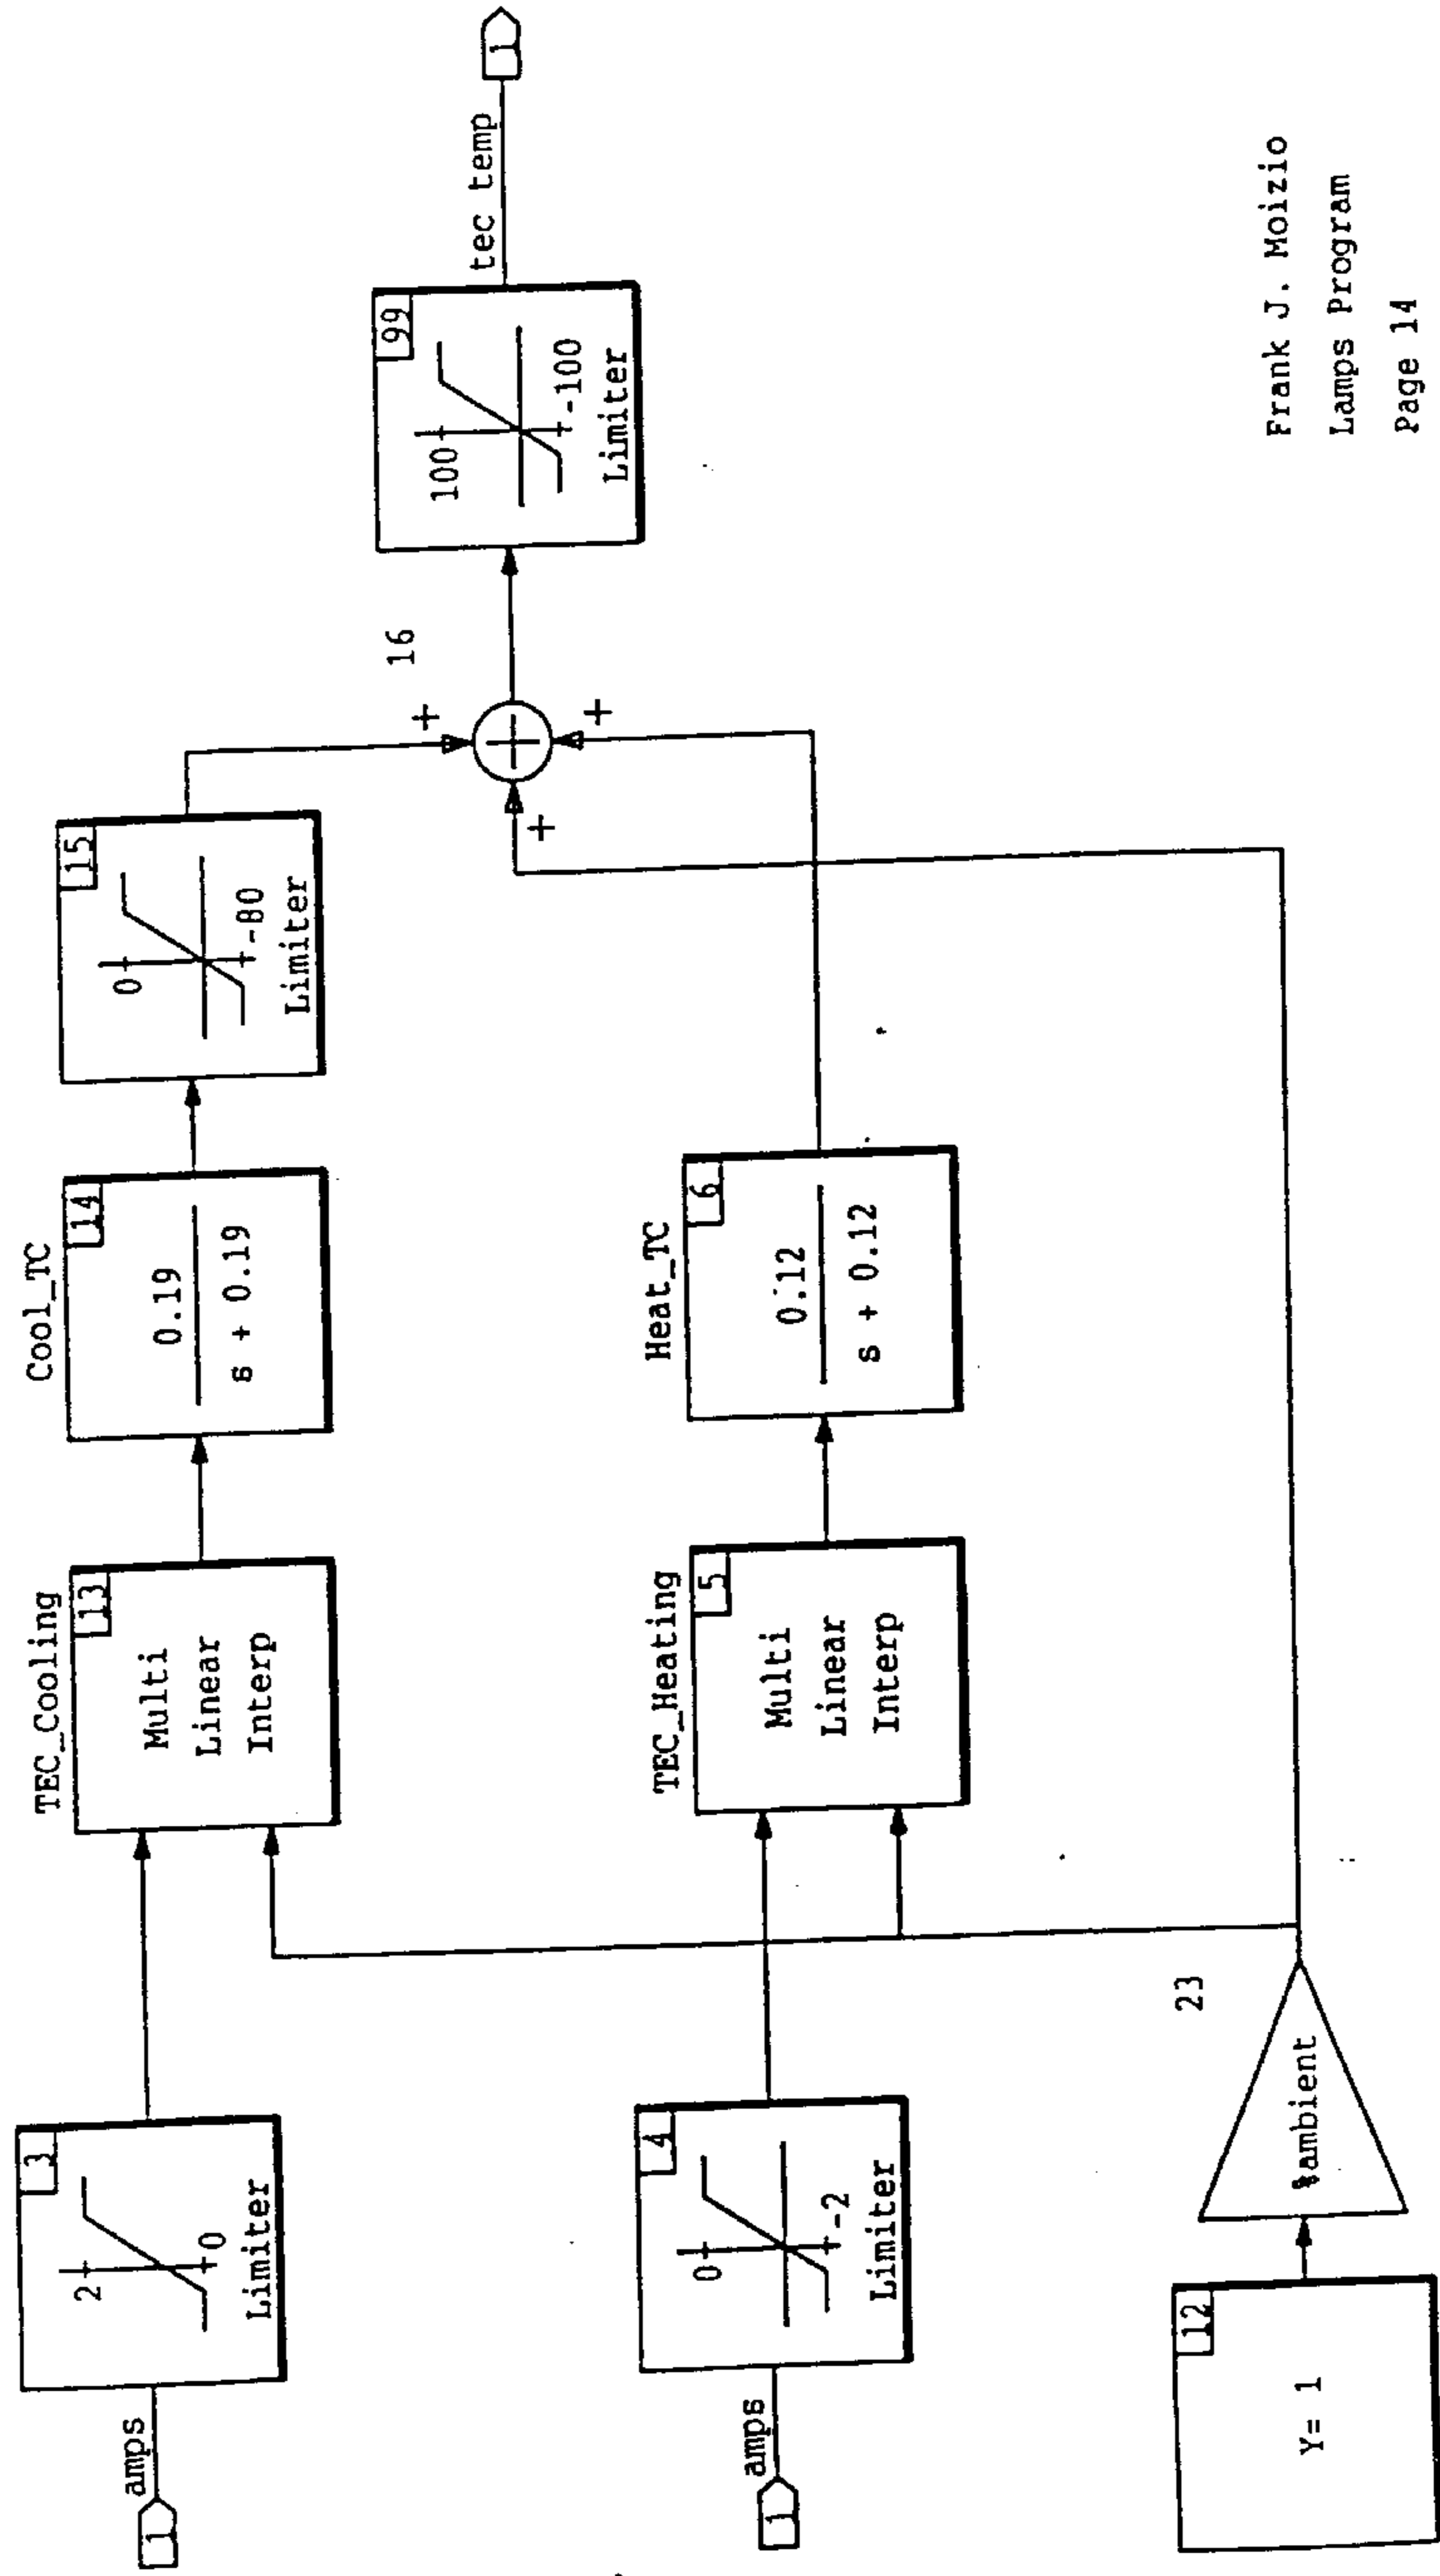 1
amps
3
2
0
Limiter
TEC_Cooling
13
Multi
Linear
Interp
Cool_TC
14
0.19
s + 0.19
15
0
-80
Limiter
+
16
+
+
99
100
-100
Limiter
tec temp
1
1
amps
4
0
-2
Limiter
TEC_Heating
5
Multi
Linear
Interp
Heat_TC
6
0.12
s + 0.12
12
Y= 1
%ambient
23
Frank J. Moizio
Lamps Program
Page 14